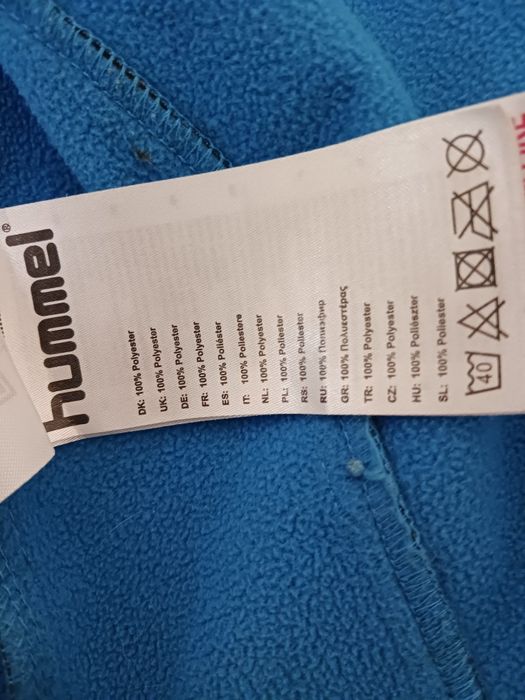 hummel®
DK: 100% Polyester
UK: 100% Polyester
DE: 100% Polyester
FR: 100% Polyester
ES: 100% Poliéster
IT: 100% Poliestere
NL: 100% Polyester
PL: 100% Poliester
RS: 100% Poliester
RU: 100% Полиэфир
GR: 100% Πολυεστέρας
TR: 100% Polyester
CZ: 100% Polyester
HU: 100% Poliészter
SL: 100% Poliester
40